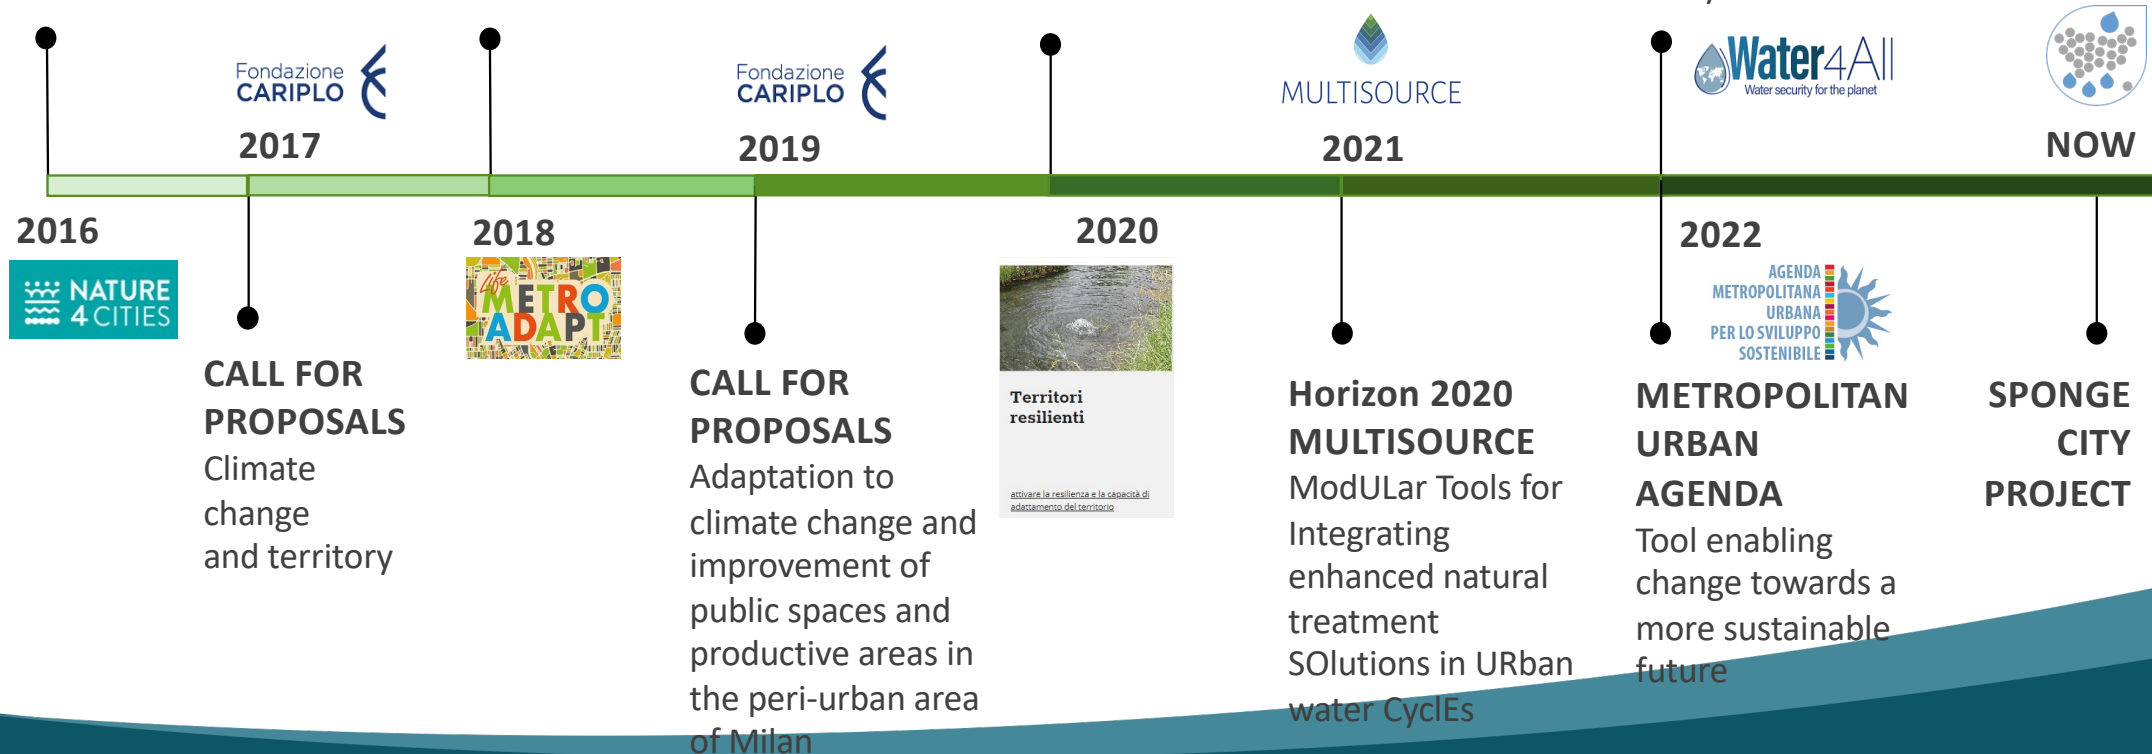 Fondazione
CARIPLO
2017
Fondazione
CARIPLO
2019
MULTISOURCE
2021
Water4All
Water security for the planet
NOW
2016
NATURE
4 CITIES
2018
Life
METRO
ADAPT
2020
2022
AGENDA
METROPOLITANA
URBANA
PER LO SVILUPPO
SOSTENIBILE
CALL FOR
PROPOSALS
Climate
change
and territory
CALL FOR
PROPOSALS
Adaptation to
climate change and
improvement of
public spaces and
productive areas in
the peri-urban area
of Milan
Territori
resilienti
attivare la resilienza e la capacità di
adattamento del territorio
Horizon 2020
MULTISOURCE
ModULar Tools for
Integrating
enhanced natural
treatment
SOlutions in URban
water CyclEs
METROPOLITAN
URBAN
AGENDA
Tool enabling
change towards a
more sustainable
future
SPONGE
CITY
PROJECT